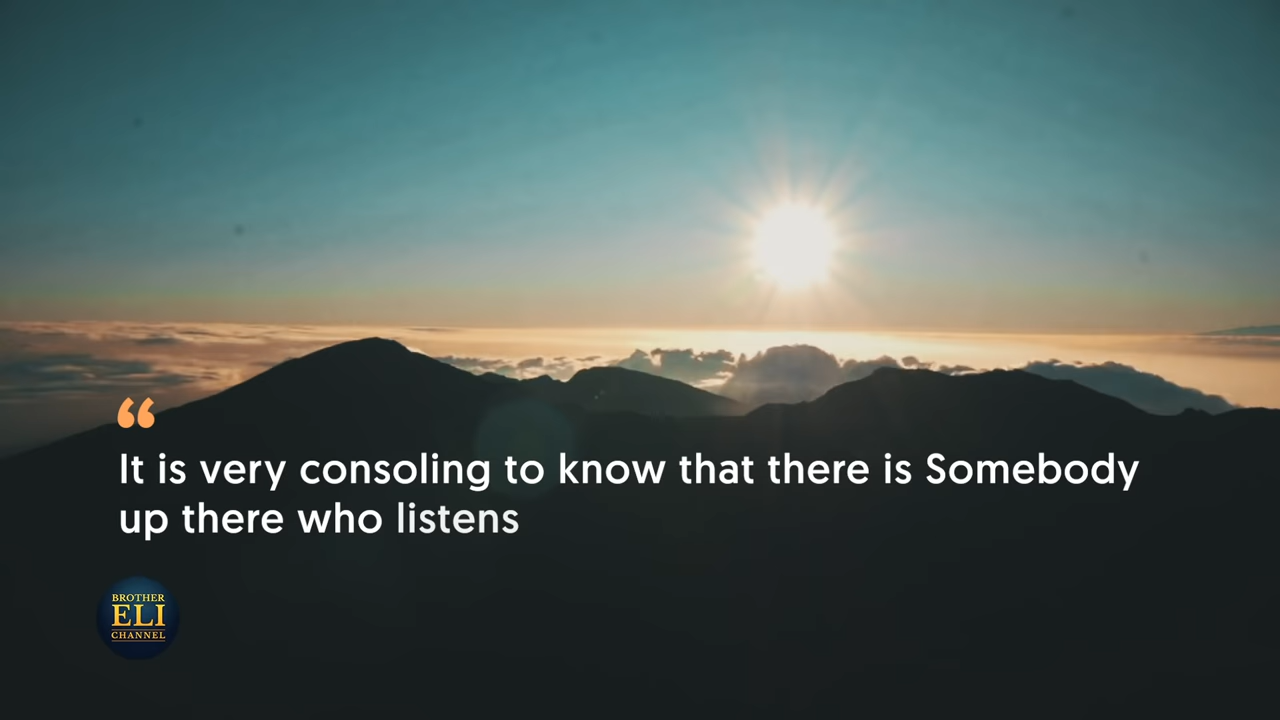 “
It is very consoling to know that there is Somebody
up there who listens
BROTHER
ELI
CHANNEL